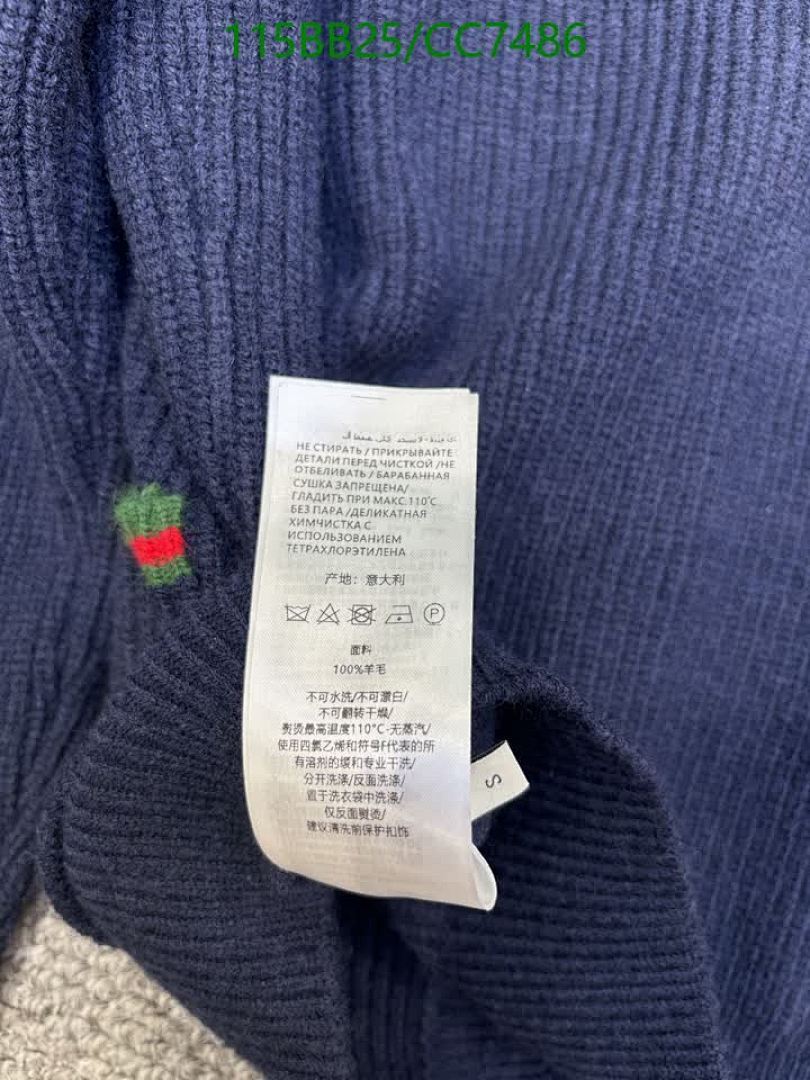 115BB25/CC7486
НЕ СТИРАТЬ / ПРИКРЫВАЙТЕ
ДЕТАЛИ ПЕРЕД ЧИСТКОЙ /НЕ
ОТБЕЛИВАТЬ / БАРАБАННАЯ
СУШКА ЗАПРЕЩЕНА/
ГЛАДИТЬ ПРИ МАКС.110°C
БЕЗ ПАРА /ДЕЛИКАТНАЯ
ХИМЧИСТКА С
ИСПОЛЬЗОВАНИЕМ
ТЕТРАХЛОРЭТИЛЕНА
产地：意大利
P
面料
100%羊毛
不可水洗/不可漂白/
不可翻转干燥/
熨烫最高温度110°C-无蒸汽/
使用四氯乙烯和符号F代表的所
有溶剂的缓和专业干洗/
分开洗涤/反面洗涤/
置于洗衣袋中洗涤/
仅反面熨烫/
建议清洗前保护扣饰
S